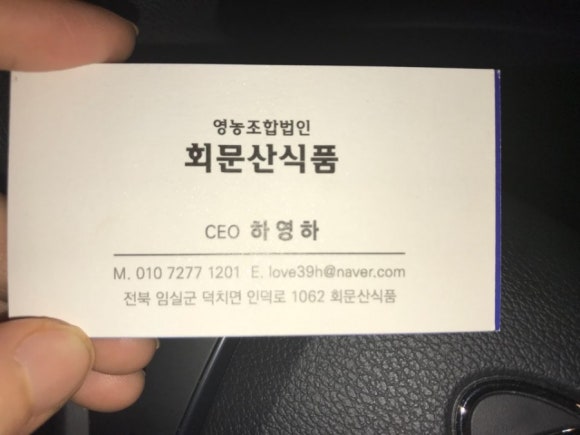 영농조합법인
회문산식품
CEO 하영하
M. 010 7277 1201 E. love39h@naver.com
전북 임실군 덕치면 인덕로 1062 회문산식품